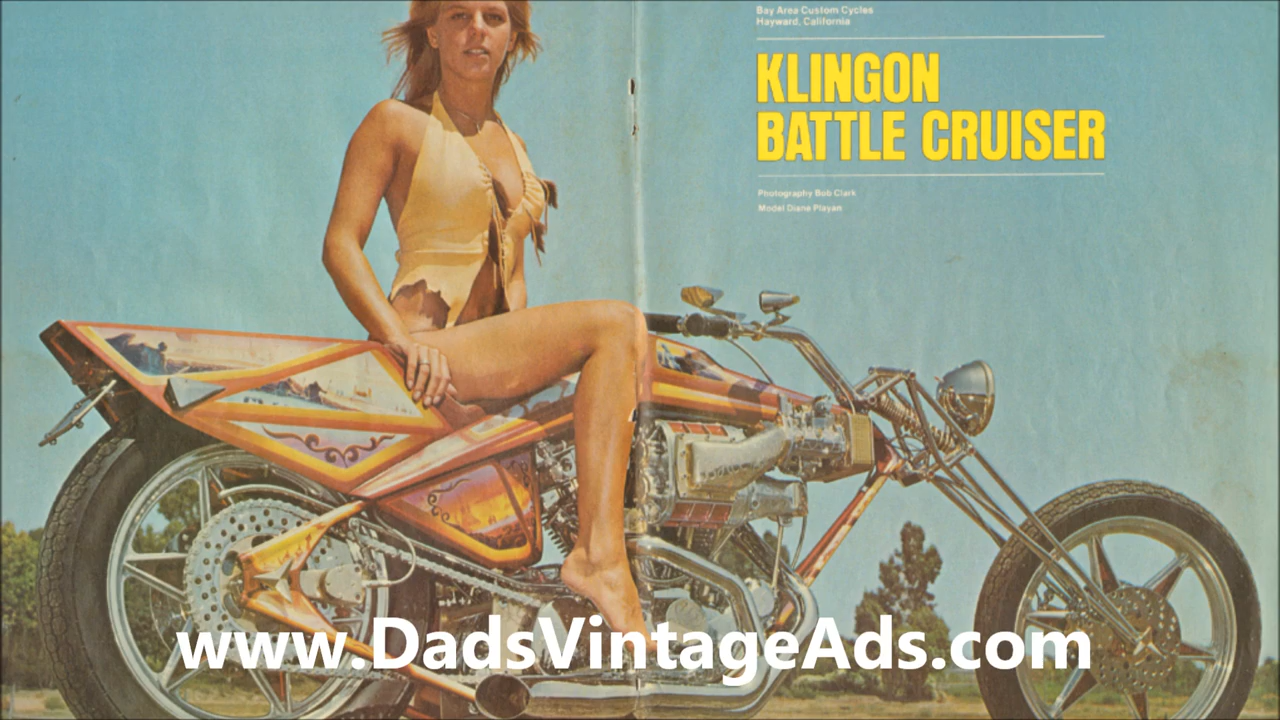 Bay Area Custom Cycles
Hayward, California
KLINGON
BATTLE CRUISER
Photography Bob Clark
Model Diane Playan
www.DadsVintageAds.com